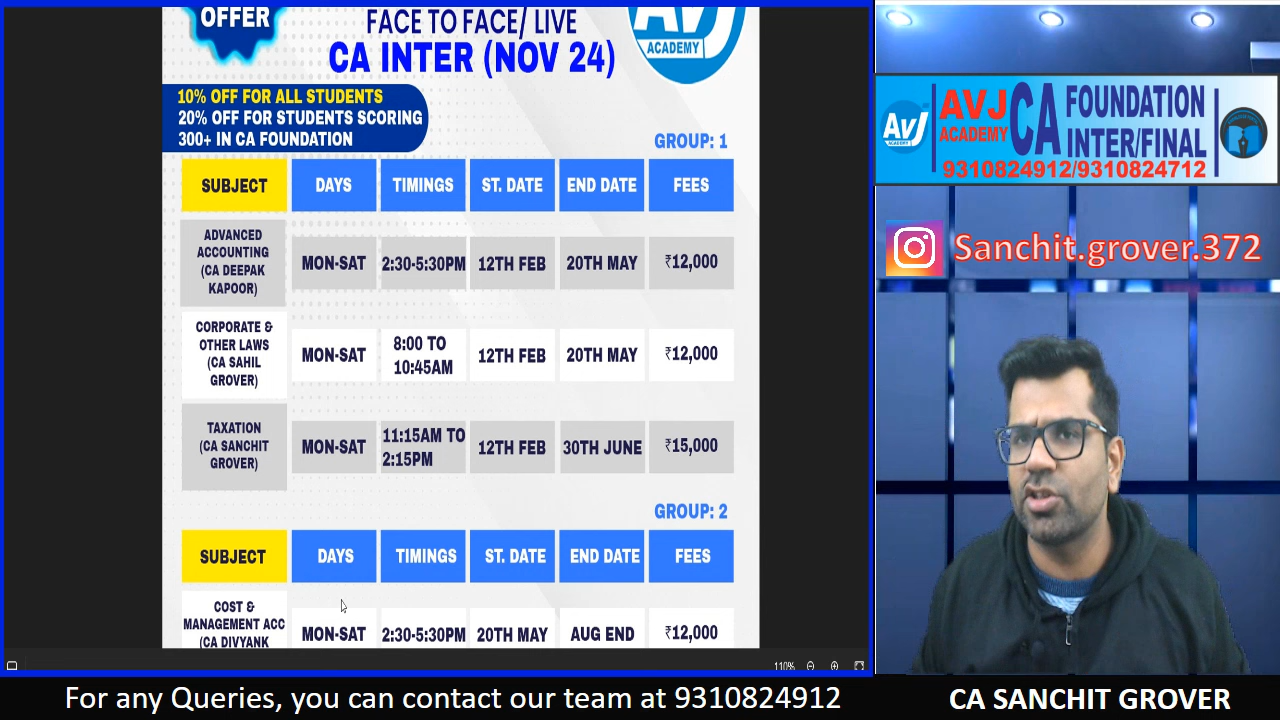 OFFER
FACE TO FACE/ LIVE
CA INTER (NOV 24)
AVJ
ACADEMY
10% OFF FOR ALL STUDENTS
20% OFF FOR STUDENTS SCORING
300+ IN CA FOUNDATION
GROUP: 1
SUBJECT DAYS TIMINGS ST. DATE END DATE FEES
ADVANCED
ACCOUNTING
(CA DEEPAK
KAPOOR)
MON-SAT 2:30-5:30PM 12TH FEB 20TH MAY ₹12,000
CORPORATE &
OTHER LAWS
(CA SAHIL
GROVER)
MON-SAT
8:00 TO
10:45AM
12TH FEB 20TH MAY ₹12,000
TAXATION
(CA SANCHIT
GROVER)
MON-SAT
11:15AM TO
2:15PM
12TH FEB 30TH JUNE ₹15,000
GROUP: 2
SUBJECT DAYS TIMINGS ST. DATE END DATE FEES
COST &
MANAGEMENT ACC
(CA DIVYANK
MON-SAT 2:30-5:30PM 20TH MAY AUG END ₹12,000
110%
AVJ
AVJ
ACADEMY
CA
FOUNDATION
INTER/FINAL
9310824912/9310824712
Sanchit.grover.372
For any Queries, you can contact our team at 9310824912
CA SANCHIT GROVER